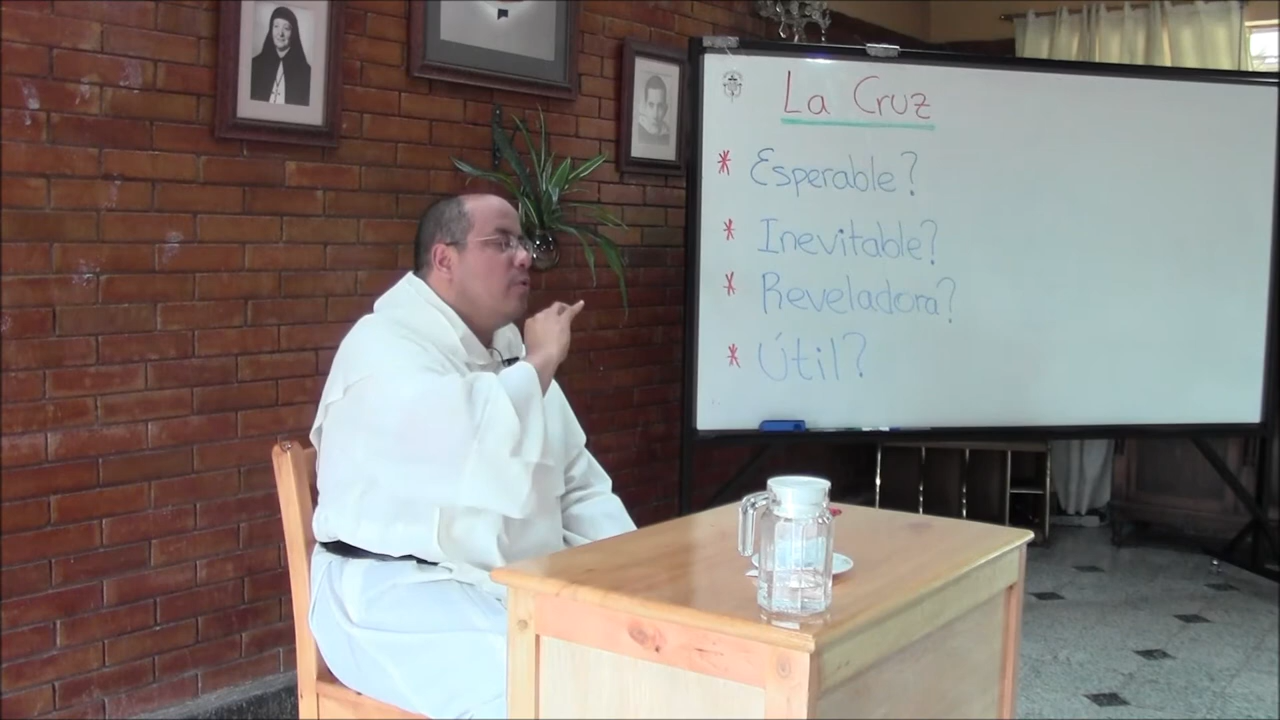 La Cruz
* Esperable?
* Inevitable?
* Reveladora?
* Útil?